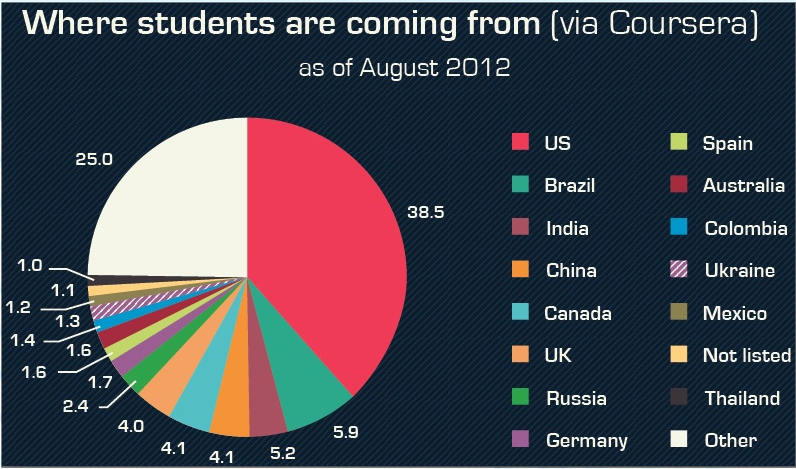 Where students are coming from (via Coursera)
as of August 2012
25.0
38.5
1.0
1.1
1.2
1.3
1.4
1.6
1.6
1.7
2.4
4.0
4.1
4.1
5.2
5.9
US
Brazil
India
China
Canada
UK
Russia
Germany
Spain
Australia
Colombia
Ukraine
Mexico
Not listed
Thailand
Other